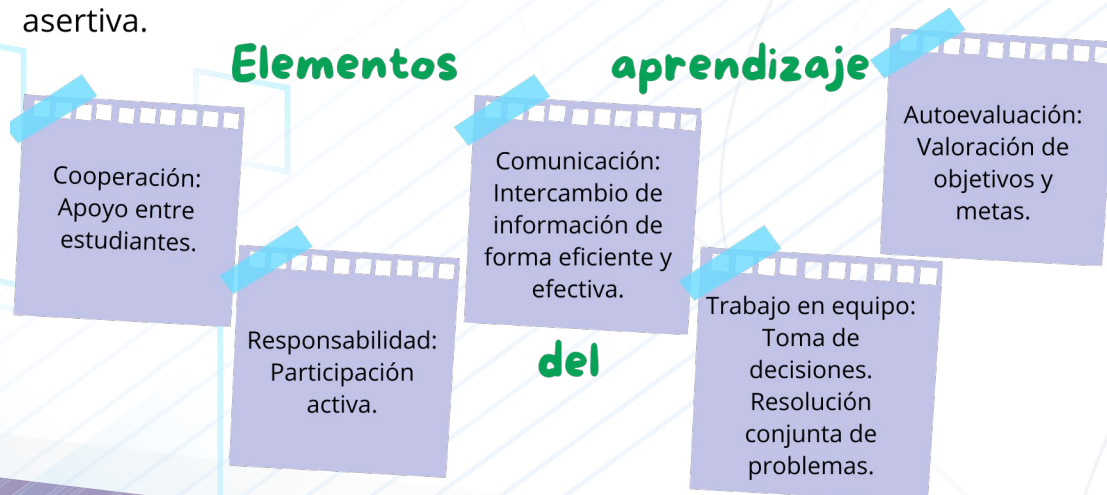 asertiva.
Elementos
del
aprendizaje
Cooperación:
Apoyo entre
estudiantes.
Responsabilidad:
Participación
activa.
Comunicación:
Intercambio de
información de
forma eficiente y
efectiva.
Trabajo en equipo:
Toma de
decisiones.
Resolución
conjunta de
problemas.
Autoevaluación:
Valoración de
objetivos y
metas.